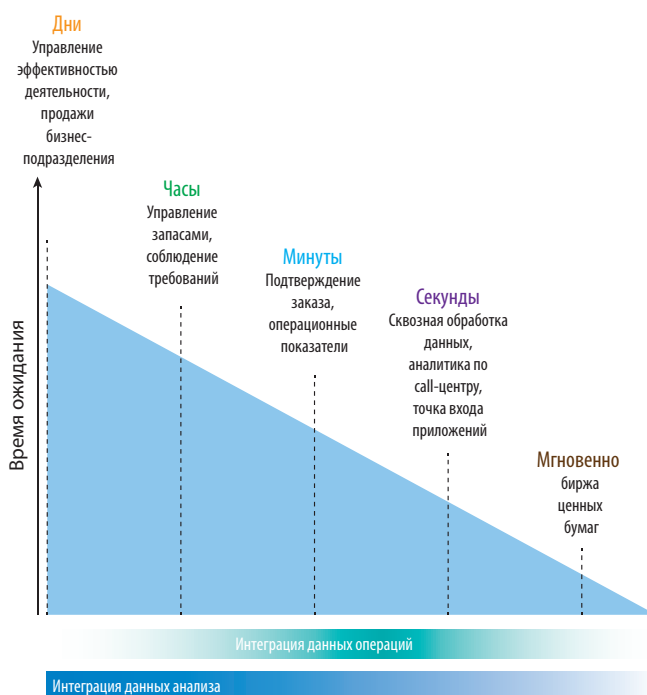 Дни
Управление
эффективностью
деятельности,
продажи
бизнес-
подразделения
Часы
Управление
запасами,
соблюдение
требований
Минуты
Подтверждение
заказа,
операционные
показатели
Секунды
Сквозная обработка
данных,
аналитика по
call-центру,
точка входа
приложений
Мгновенно
биржа
ценных
бумаг
Время ожидания
Интеграция данных операций
Интеграция данных анализа